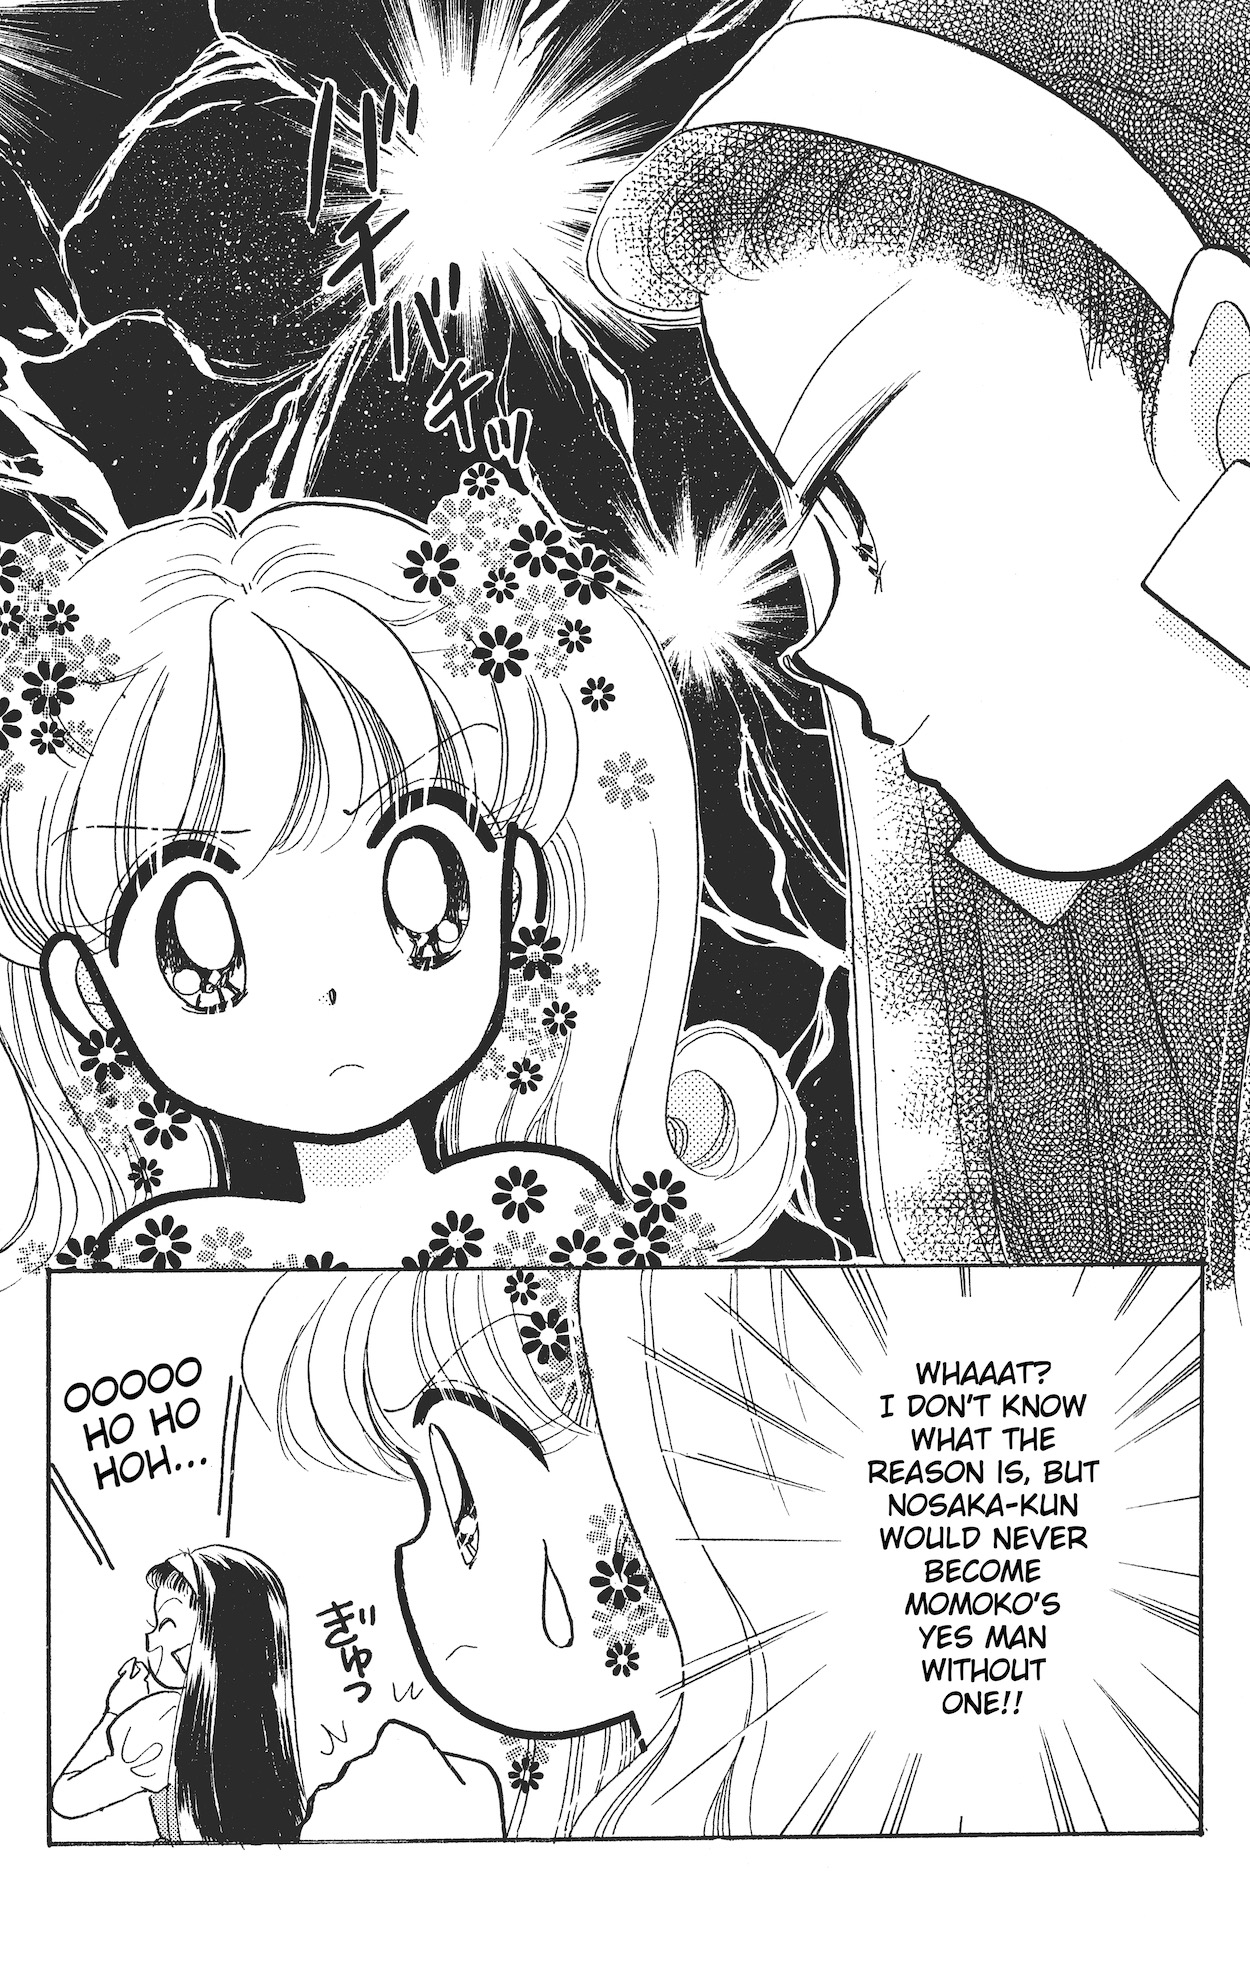 バチバチッ
WHAAAT?
I DON'T KNOW
WHAT THE
REASON IS, BUT
NOSAKA-KUN
WOULD NEVER
BECOME
MOMOKO'S
YES MAN
WITHOUT
ONE!!
ぎゅっ
OOOOO
HO HO
HOH...